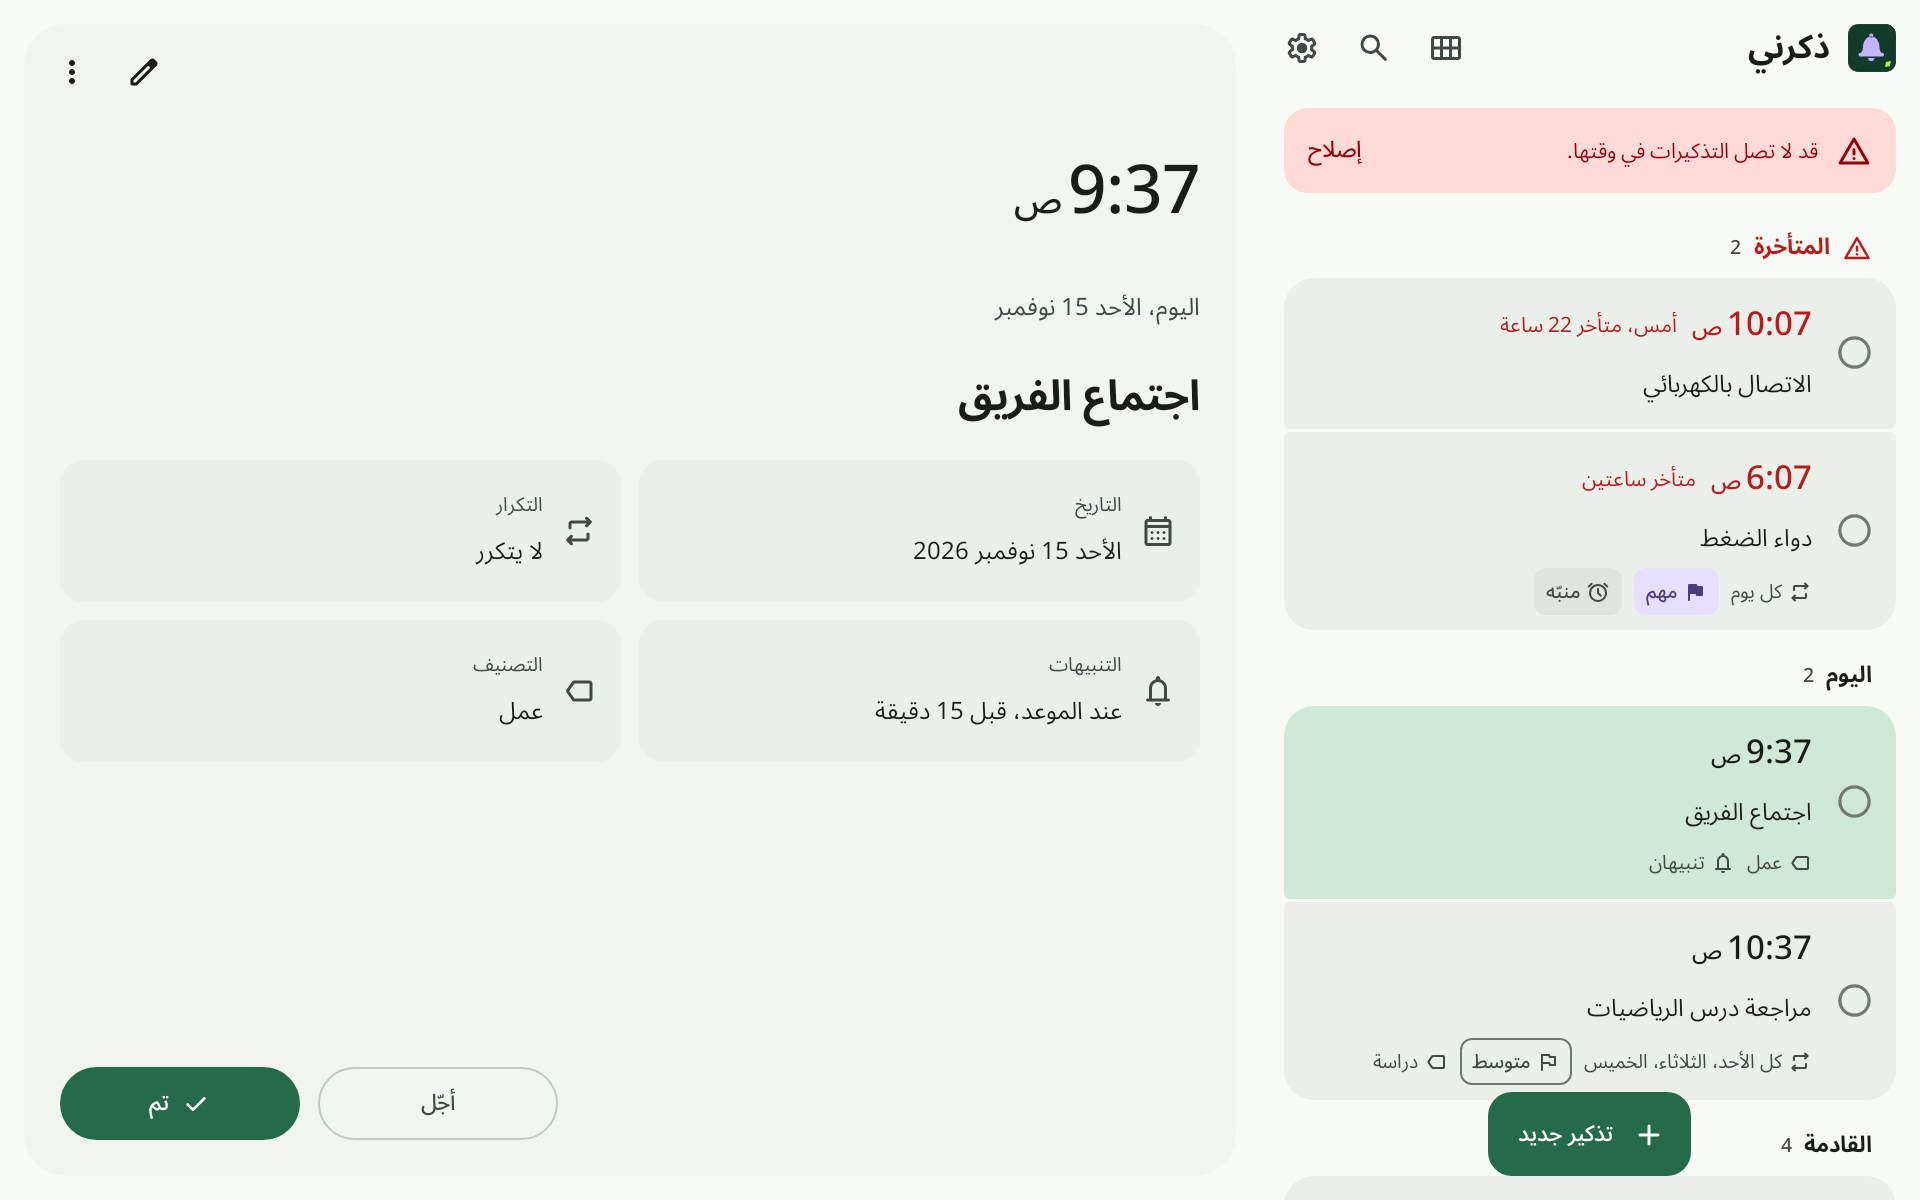 ذكرني
قد لا تصل التذكيرات في وقتها.
إصلاح
المتأخرة 2
10:07 ص أمس، متأخر 22 ساعة
الاتصال بالكهربائي
6:07 ص متأخر ساعتين
دواء الضغط
كل يوم مهم منبّه
اليوم 2
9:37 ص
اجتماع الفريق
عمل تنبيهان
10:37 ص
مراجعة درس الرياضيات
كل الأحد، الثلاثاء، الخميس متوسط دراسة
القادمة 4
تذكير جديد
9:37 ص
اليوم، الأحد 15 نوفمبر
اجتماع الفريق
التاريخ
الأحد 15 نوفمبر 2026
التكرار
لا يتكرر
التنبيهات
عند الموعد، قبل 15 دقيقة
التصنيف
عمل
أجّل
تم